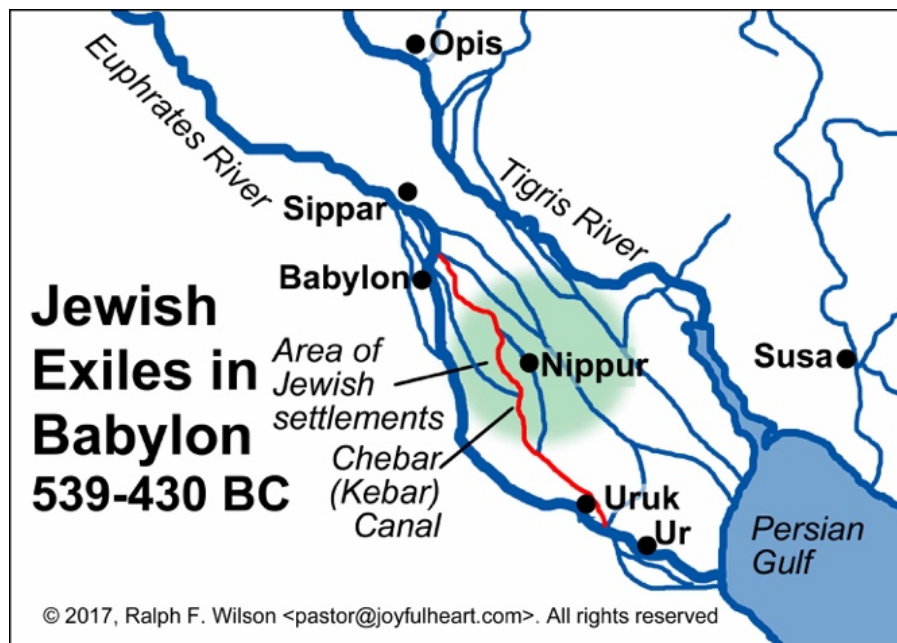 Opis
Euphrates River
Tigris River
Sippar
Babylon
Jewish
Exiles in
Babylon
539-430 BC
Area of
Jewish
settlements
Nippur
Susa
Chebar
(Kebar)
Canal
Uruk
Ur
Persian
Gulf
© 2017, Ralph F. Wilson <pastor@joyfulheart.com>. All rights reserved